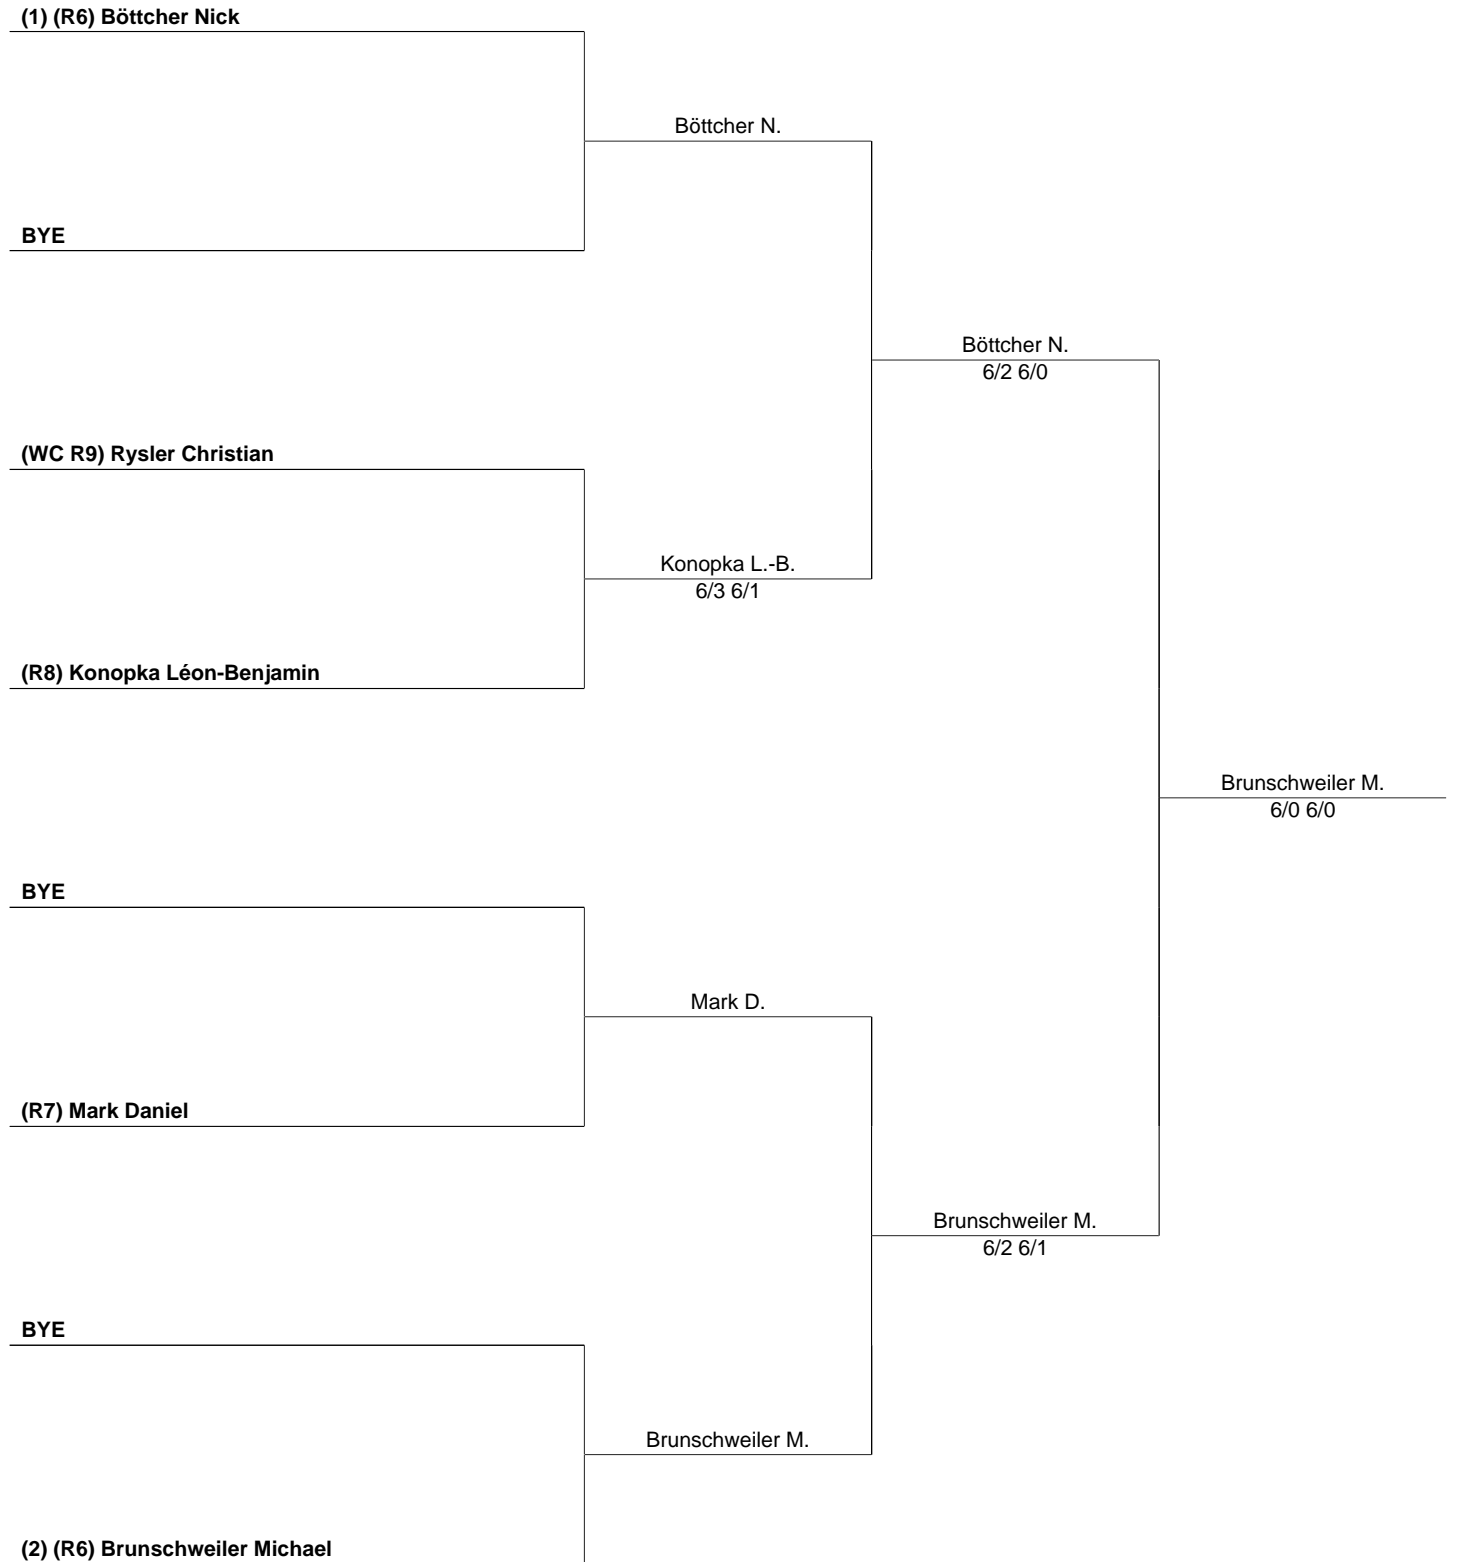 (1) (R6) Böttcher Nick
Böttcher N.
BYE
Böttcher N.
6/2 6/0
(WC R9) Rysler Christian
Konopka L.-B.
6/3 6/1
(R8) Konopka Léon-Benjamin
Brunschweiler M.
6/0 6/0
BYE
Mark D.
(R7) Mark Daniel
Brunschweiler M.
6/2 6/1
BYE
Brunschweiler M.
(2) (R6) Brunschweiler Michael